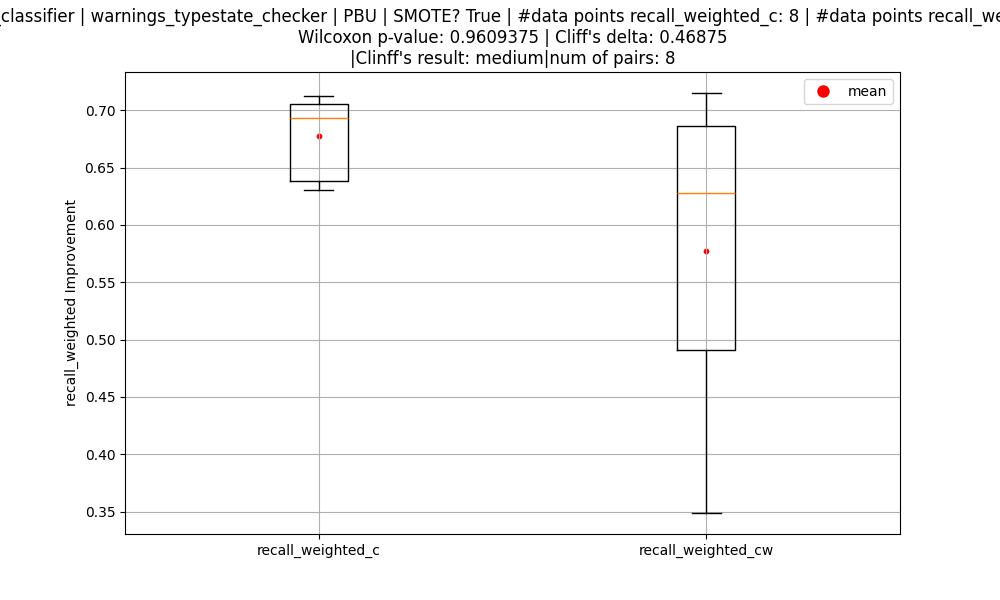 _classifier | warnings_typestate_checker | PBU | SMOTE? True | #data points recall_weighted_c: 8 | #data points recall_we
Wilcoxon p-value: 0.9609375 | Cliff's delta: 0.46875
|Clinff's result: medium|num of pairs: 8
mean
0.70
0.65
0.60
0.55
0.50
0.45
0.40
0.35
recall_weighted Improvement
recall_weighted_c
recall_weighted_cw